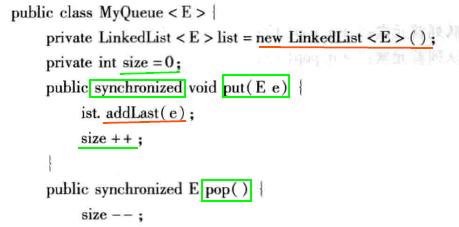 public class MyQueue <E> {
private LinkedList <E> list = new LinkedList <E>();
private int size =0;
public synchronized void put(E e) {
ist. addLast(e);
size ++;
}
public synchronized E pop() {
size --;